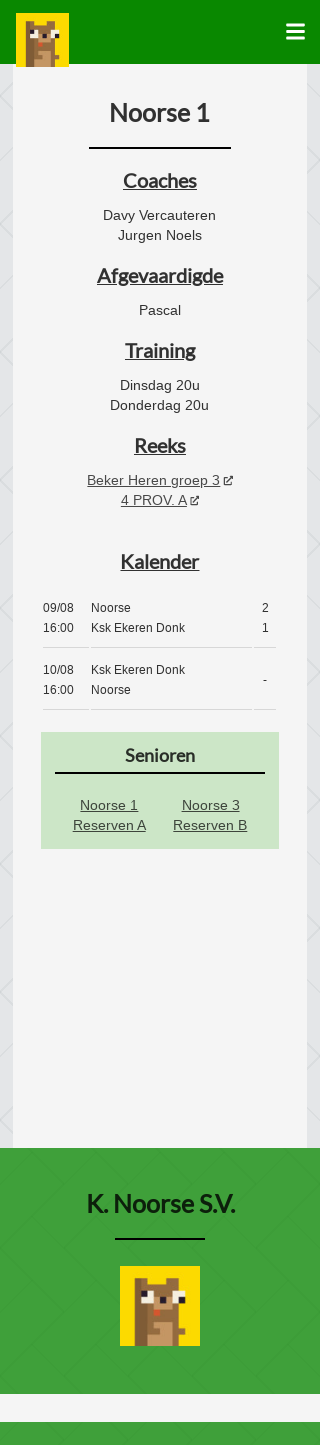 Noorse 1
Coaches
Davy Vercauteren
Jurgen Noels
Afgevaardigde
Pascal
Training
Dinsdag 20u
Donderdag 20u
Reeks
Beker Heren groep 3
4 PROV. A
Kalender
09/08 Noorse 2
16:00 Ksk Ekeren Donk 1
10/08 Ksk Ekeren Donk -
16:00 Noorse
Senioren
Noorse 1 Noorse 3
Reserven A Reserven B
K. Noorse S.V.